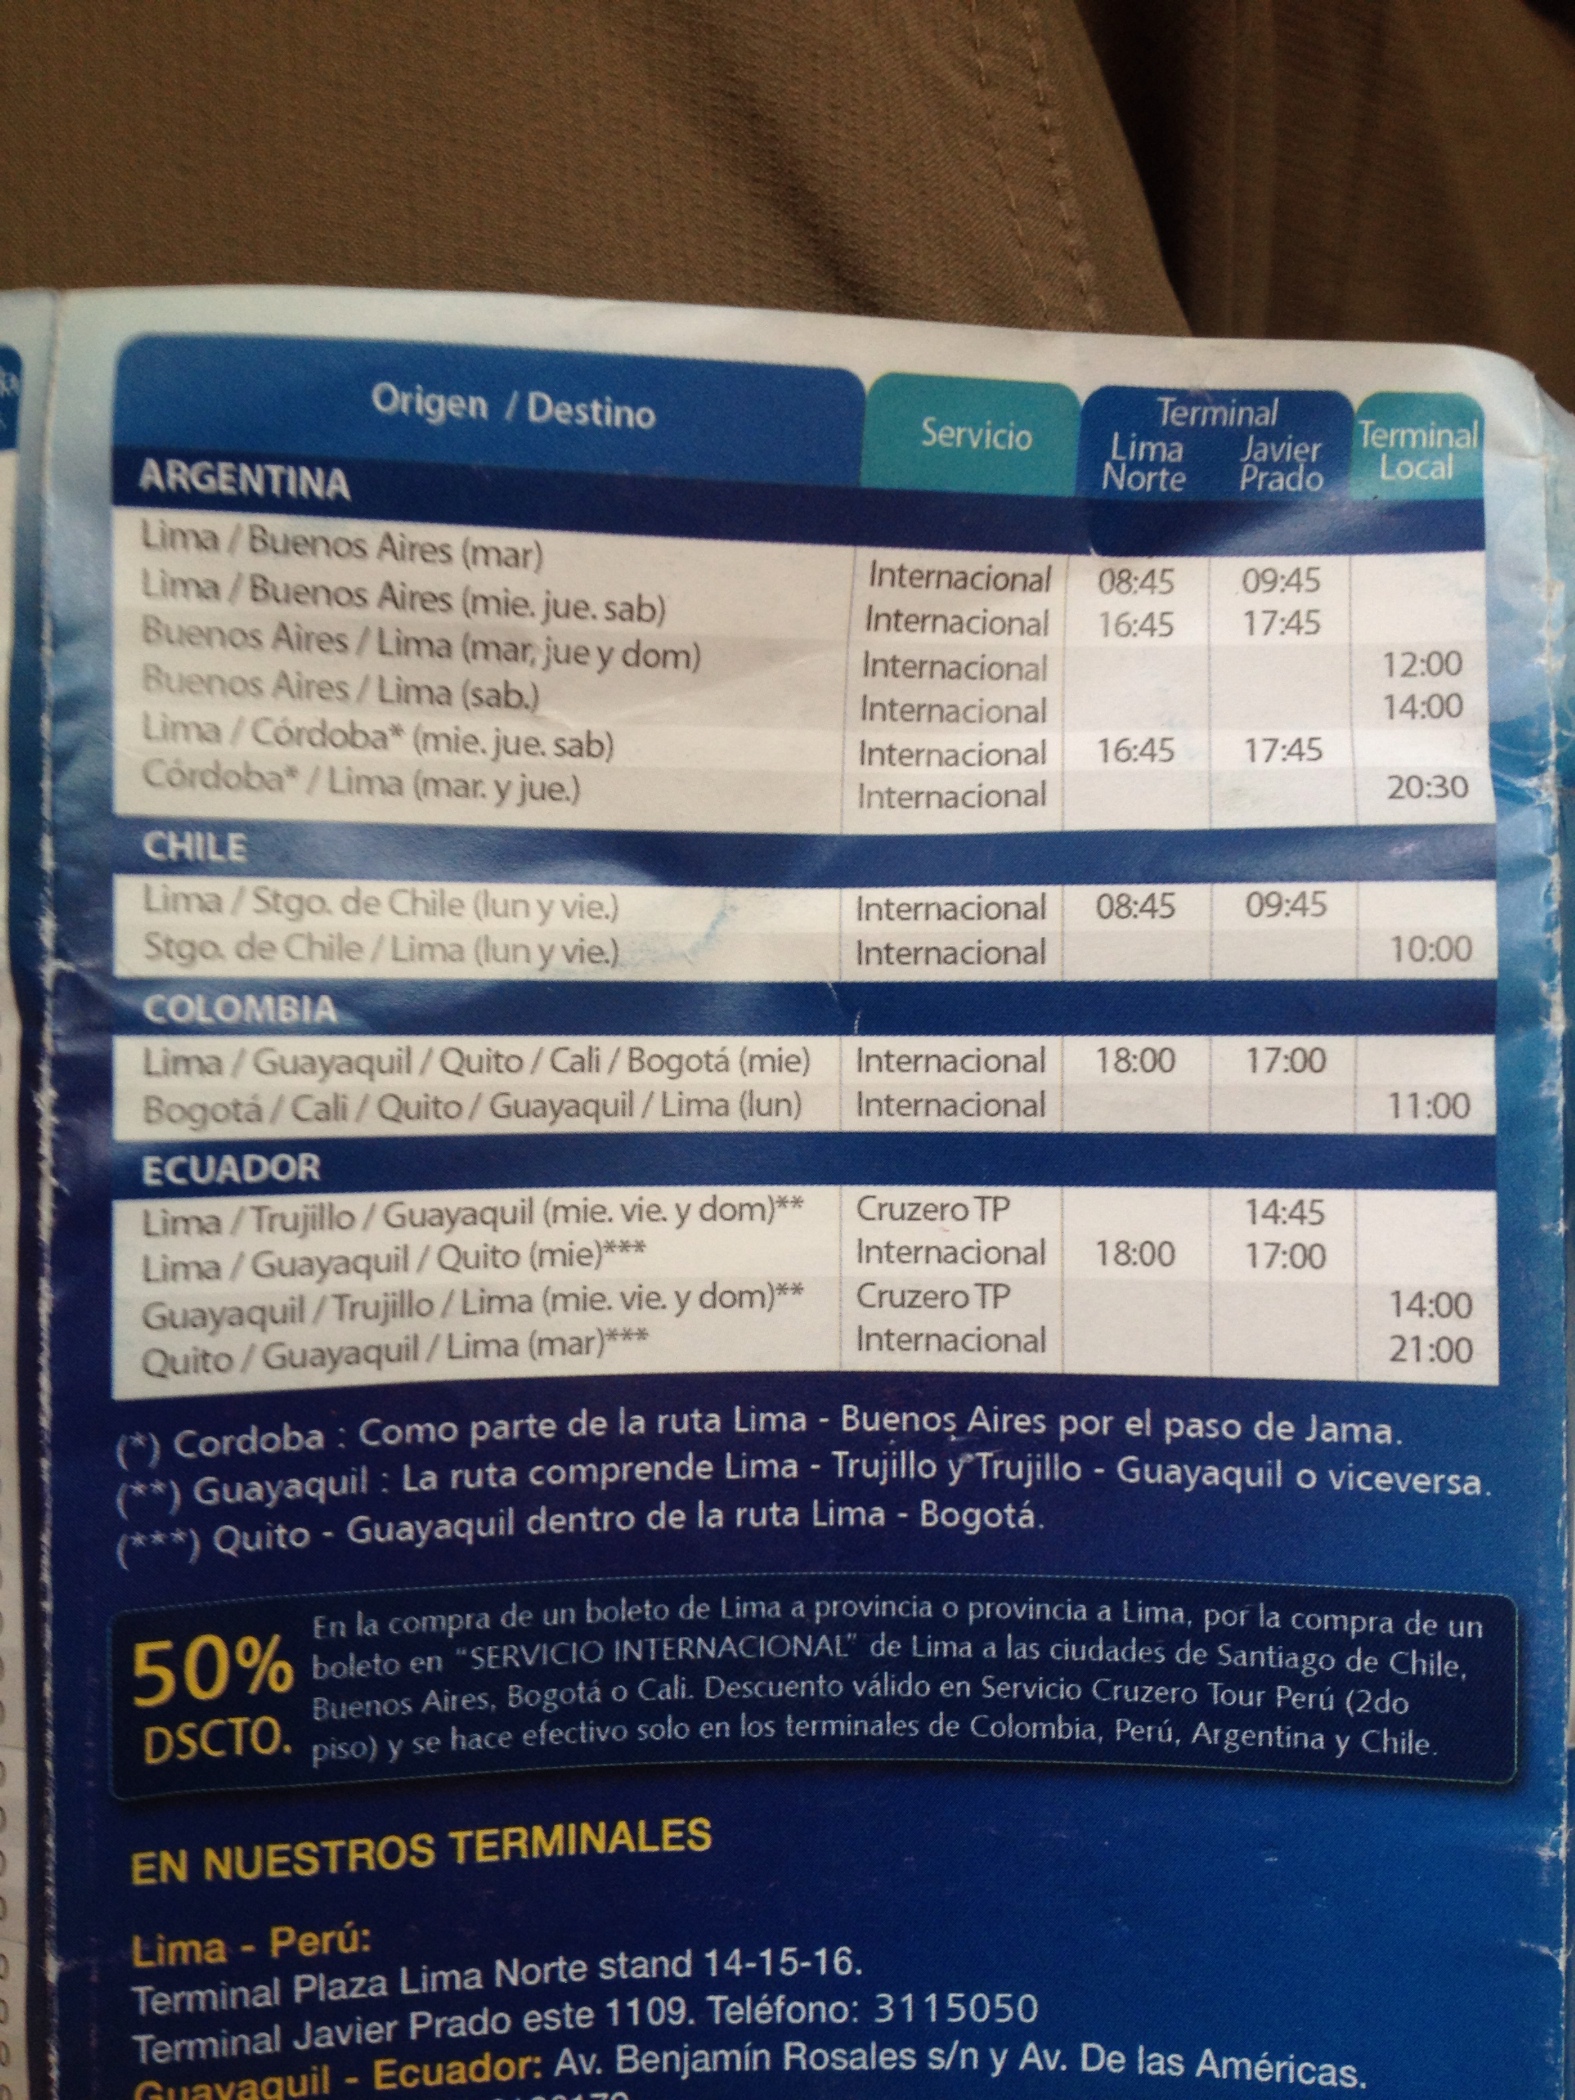 Origen / Destino Servicio Terminal Terminal Local
Lima Norte Javier Prado
ARGENTINA
Lima / Buenos Aires (mar) Internacional 08:45 09:45
Lima / Buenos Aires (mie. jue. sab) Internacional 16:45 17:45
Buenos Aires / Lima (mar, jue y dom) Internacional 12:00
Buenos Aires / Lima (sab.) Internacional 14:00
Lima / Córdoba* (mie. jue. sab) Internacional 16:45 17:45
Córdoba* / Lima (mar. y jue.) Internacional 20:30
CHILE
Lima / Stgo. de Chile (lun y vie.) Internacional 08:45 09:45
Stgo. de Chile / Lima (lun y vie.) Internacional 10:00
COLOMBIA
Lima / Guayaquil / Quito / Cali / Bogotá (mie) Internacional 18:00 17:00
Bogotá / Cali / Quito / Guayaquil / Lima (lun) Internacional 11:00
ECUADOR
Lima / Trujillo / Guayaquil (mie. vie. y dom)** Cruzero TP 14:45
Lima / Guayaquil / Quito (mie)*** Internacional 18:00 17:00
Guayaquil / Trujillo / Lima (mie. vie. y dom)** Cruzero TP 14:00
Quito / Guayaquil / Lima (mar)*** Internacional 21:00
(*) Cordoba : Como parte de la ruta Lima - Buenos Aires por el paso de Jama.
(**) Guayaquil : La ruta comprende Lima - Trujillo y Trujillo - Guayaquil o viceversa.
(***) Quito - Guayaquil dentro de la ruta Lima - Bogotá.
50% DSCTO.
En la compra de un boleto de Lima a provincia o provincia a Lima, por la compra de un
boleto en "SERVICIO INTERNACIONAL" de Lima a las ciudades de Santiago de Chile,
Buenos Aires, Bogotá o Cali. Descuento válido en Servicio Cruzero Tour Perú (2do
piso) y se hace efectivo solo en los terminales de Colombia, Perú, Argentina y Chile.
EN NUESTROS TERMINALES
Lima - Perú:
Terminal Plaza Lima Norte stand 14-15-16.
Terminal Javier Prado este 1109. Teléfono: 3115050
Guayaquil - Ecuador: Av. Benjamín Rosales s/n y Av. De las Américas.